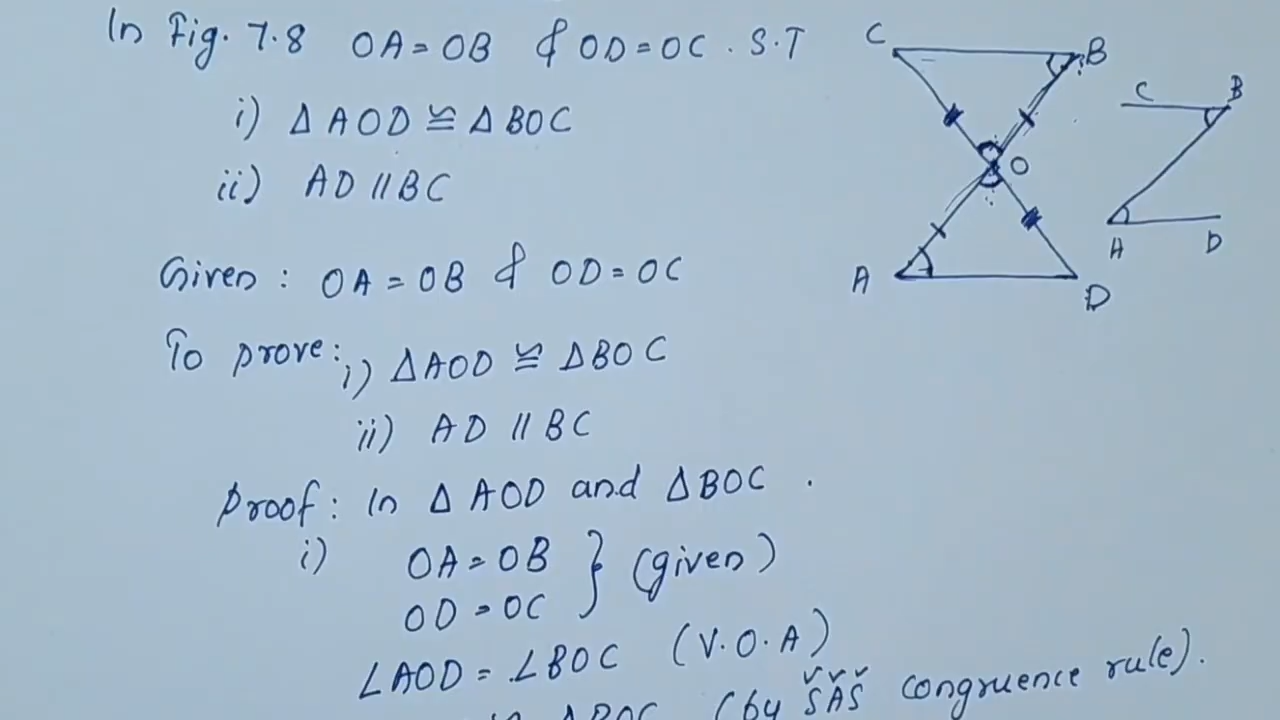 In Fig. 7.8 OA = OB & OD = OC . S.T
i) Δ AOD ≅ Δ BOC
ii) AD || BC
Given : OA = OB & OD = OC
To prove : i) ΔAOD ≅ ΔBOC
ii) AD || BC
Proof : In Δ AOD and ΔBOC .
i) OA = OB } (given)
OD = OC
∠AOD = ∠BOC (V.O.A)
ΔBOC (by SAS congruence rule).
C B
O
A D
C B
A D